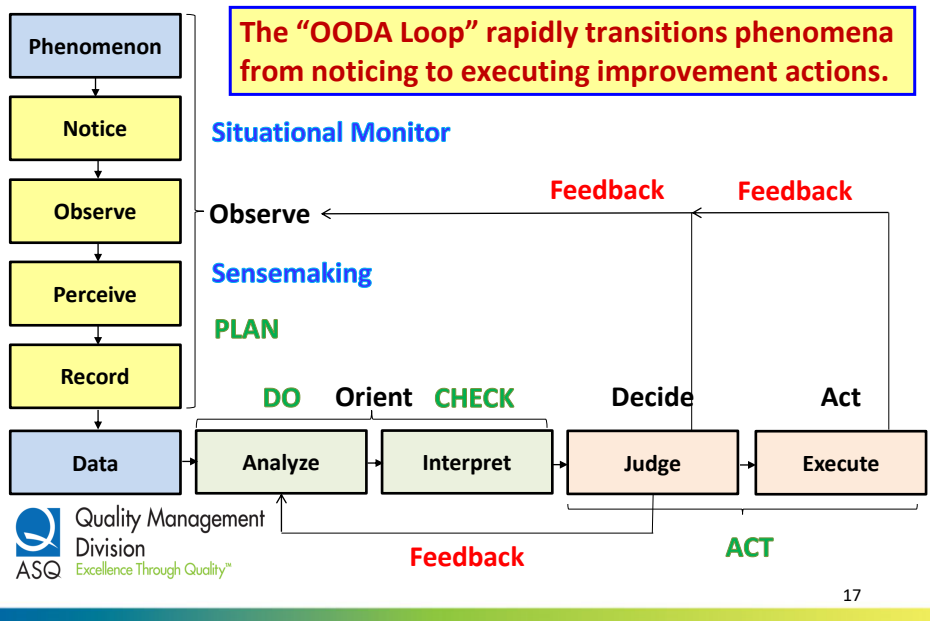 The “OODA Loop” rapidly transitions phenomena
from noticing to executing improvement actions.
Phenomenon
Notice
Situational Monitor
Feedback
Feedback
Observe
Observe
Sensemaking
Perceive
PLAN
Record
DO
Orient
CHECK
Decide
Act
Data
Analyze
Interpret
Judge
Execute
Feedback
ACT
ASQ
Quality Management
Division
Excellence Through Quality™
17